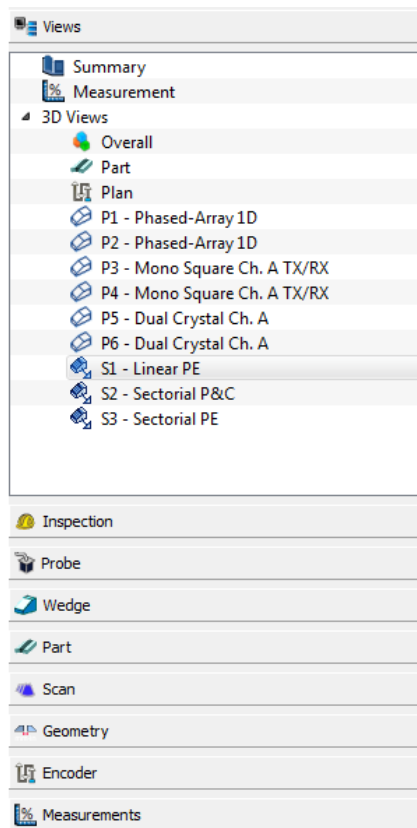 Views
Summary
Measurement
3D Views
Overall
Part
Plan
P1 - Phased-Array 1D
P2 - Phased-Array 1D
P3 - Mono Square Ch. A TX/RX
P4 - Mono Square Ch. A TX/RX
P5 - Dual Crystal Ch. A
P6 - Dual Crystal Ch. A
S1 - Linear PE
S2 - Sectorial P&C
S3 - Sectorial PE
Inspection
Probe
Wedge
Part
Scan
Geometry
Encoder
Measurements